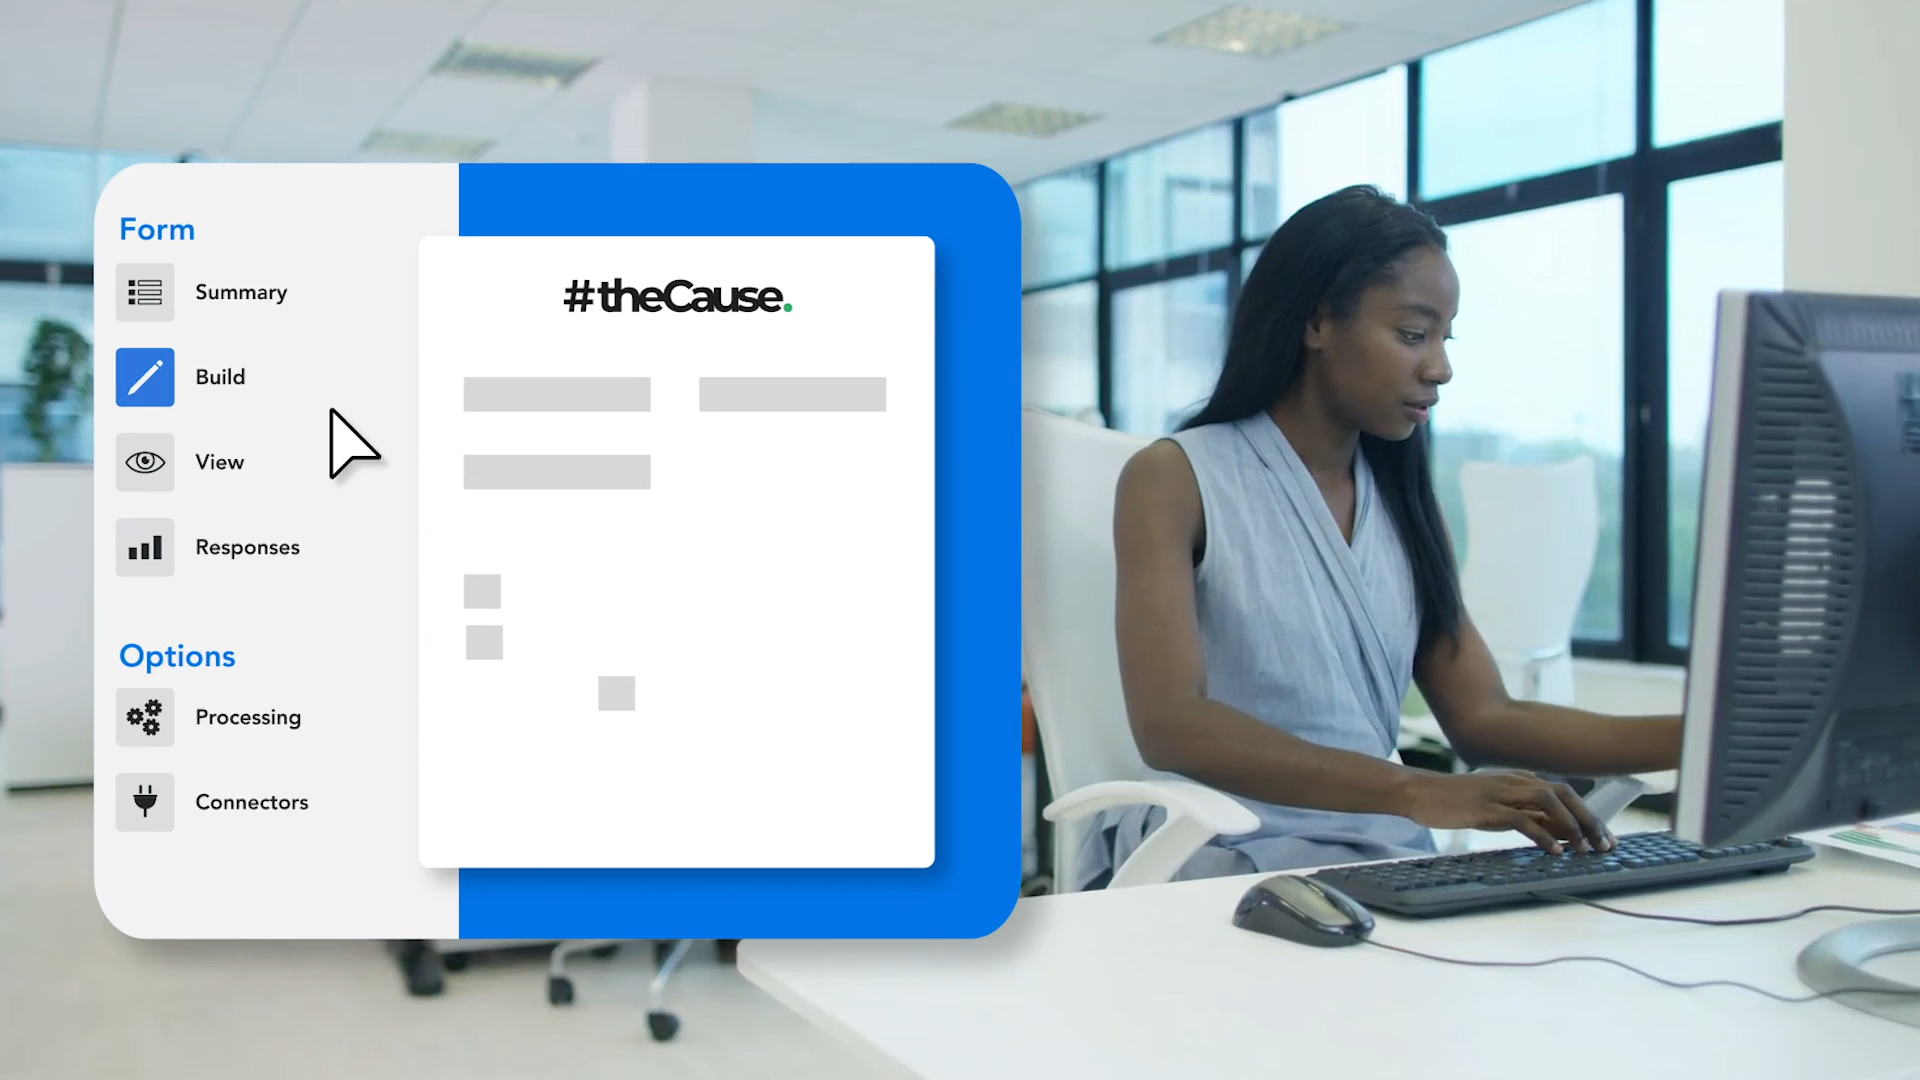 Form
Summary
Build
View
Responses
Options
Processing
Connectors
#theCause.